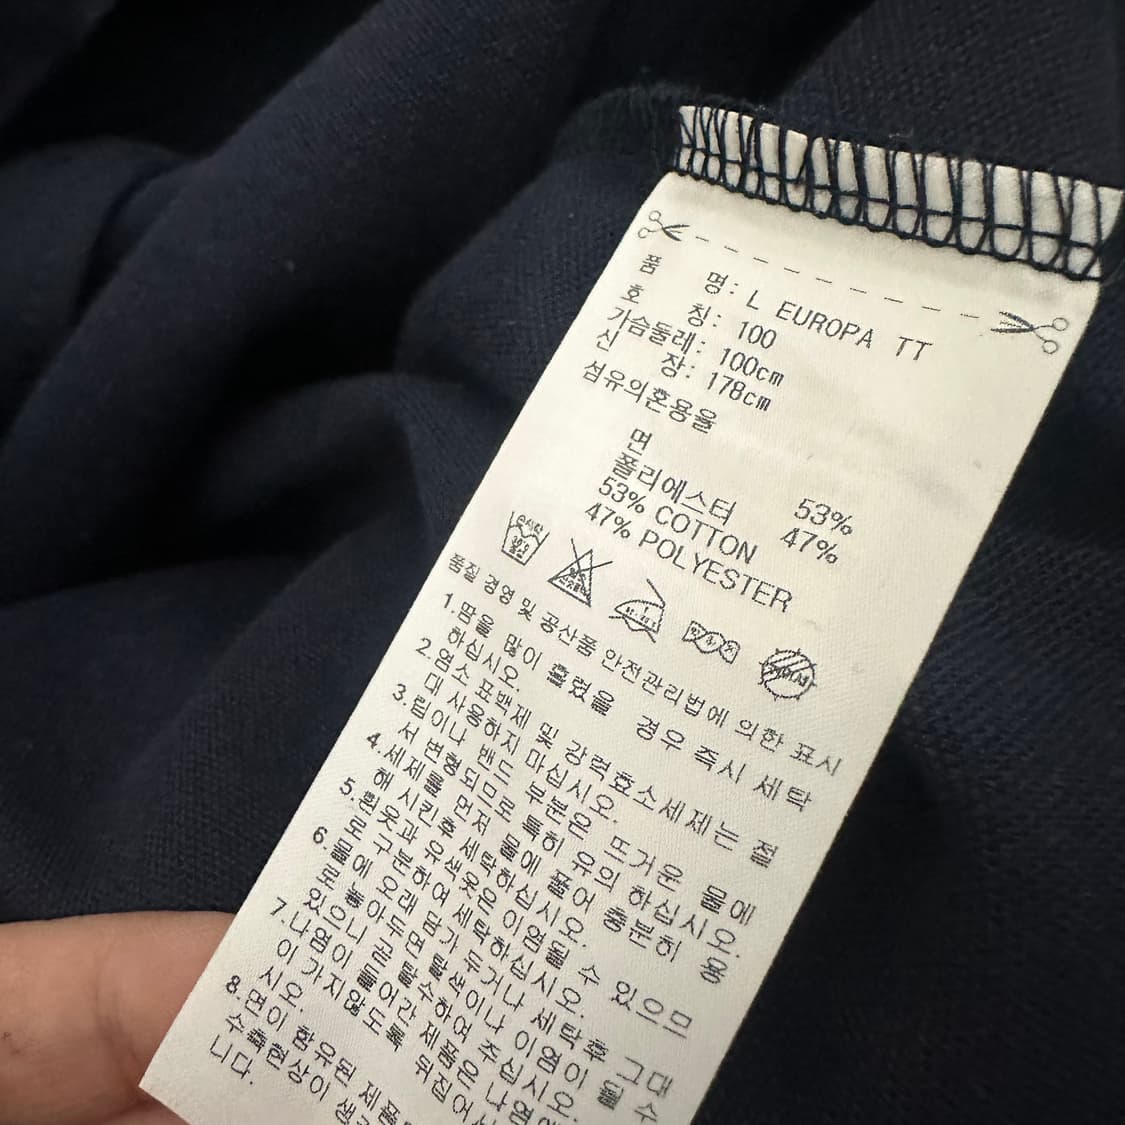 품 명: L EUROPA TT
호 칭: 100
가슴둘레: 100cm
신 장: 178cm
섬유의혼용율
면 53%
폴리에스터 47%
53% COTTON
47% POLYESTER
품질 경영 및 공산품 안전관리법에 의한 표시
1. 땀을 많이 흘렸을 경우 즉시 세탁
하십시오.
2. 염소 표백제 및 강력효소세제는 절
대 사용하지 마십시오.
3. 립이나 밴드 부분은 뜨거운 물에
서 변형되므로 특히 유의 하십시오.
4. 세제를 먼저 물에 풀어 충분히 용
해 시킨후 세탁하십시오.
5. 흰옷과 유색옷은 이염될 수 있으므
로 구분하여 세탁하십시오.
6. 물에 오래 담가 두거나 세탁후 그대
로 놓아두면 탈색이나 이염이 될 수
있으니 곧 탈수하여 주십시오.
7. 나염이 들어간 제품은 나염
이 가지않도록 뒤집어
시오.
8. 면이 함유된 제품
수축현상이 생
니다.